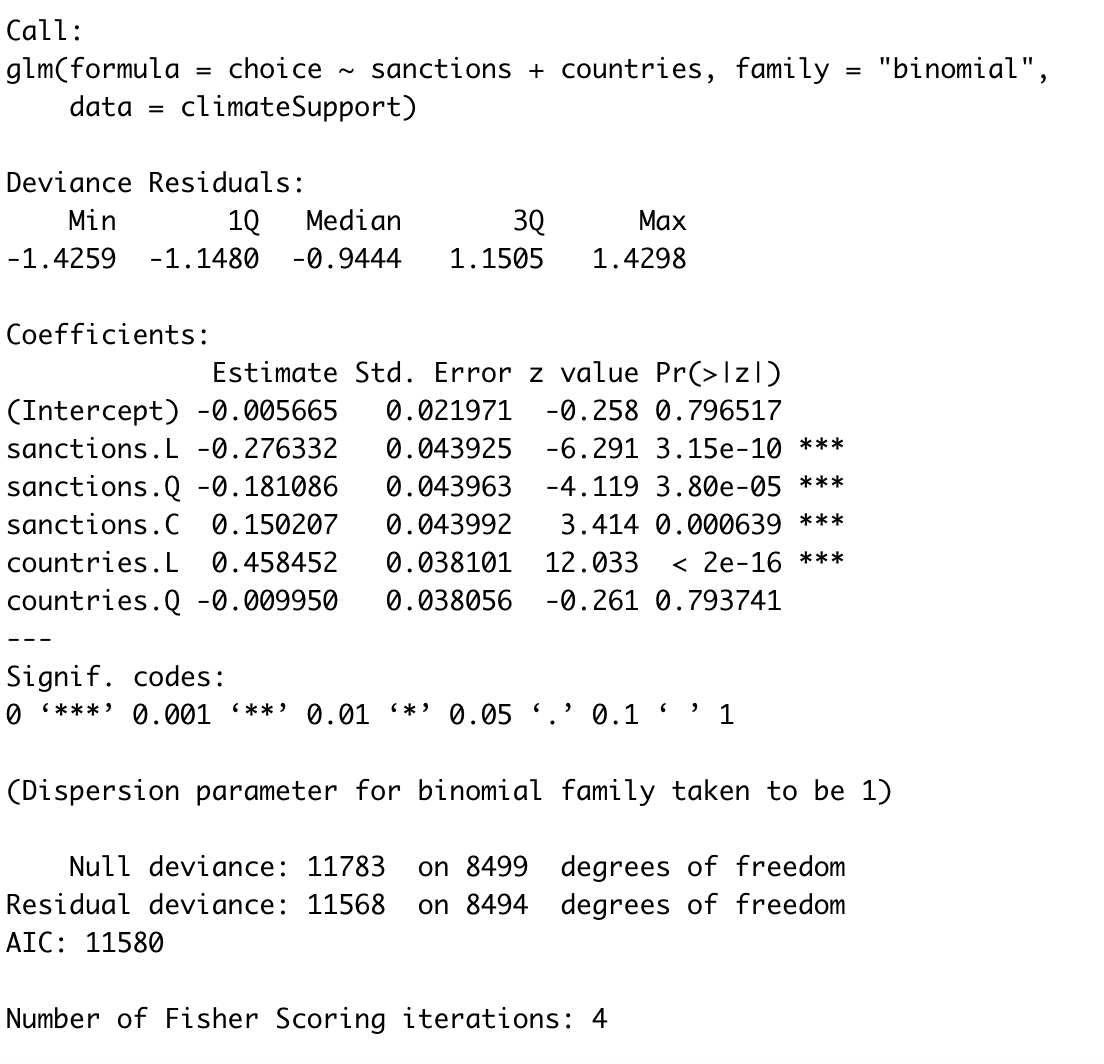 Call:
glm(formula = choice ~ sanctions + countries, family = "binomial",
    data = climateSupport)

Deviance Residuals:
    Min       1Q   Median       3Q      Max
-1.4259  -1.1480  -0.9444   1.1505   1.4298

Coefficients:
             Estimate Std. Error z value Pr(>|z|)
(Intercept) -0.005665   0.021971  -0.258 0.796517
sanctions.L -0.276332   0.043925  -6.291 3.15e-10 ***
sanctions.Q -0.181086   0.043963  -4.119 3.80e-05 ***
sanctions.C  0.150207   0.043992   3.414 0.000639 ***
countries.L  0.458452   0.038101  12.033  < 2e-16 ***
countries.Q -0.009950   0.038056  -0.261 0.793741
---
Signif. codes:
0 ‘***’ 0.001 ‘**’ 0.01 ‘*’ 0.05 ‘.’ 0.1 ‘ ’ 1

(Dispersion parameter for binomial family taken to be 1)

    Null deviance: 11783  on 8499  degrees of freedom
Residual deviance: 11568  on 8494  degrees of freedom
AIC: 11580

Number of Fisher Scoring iterations: 4